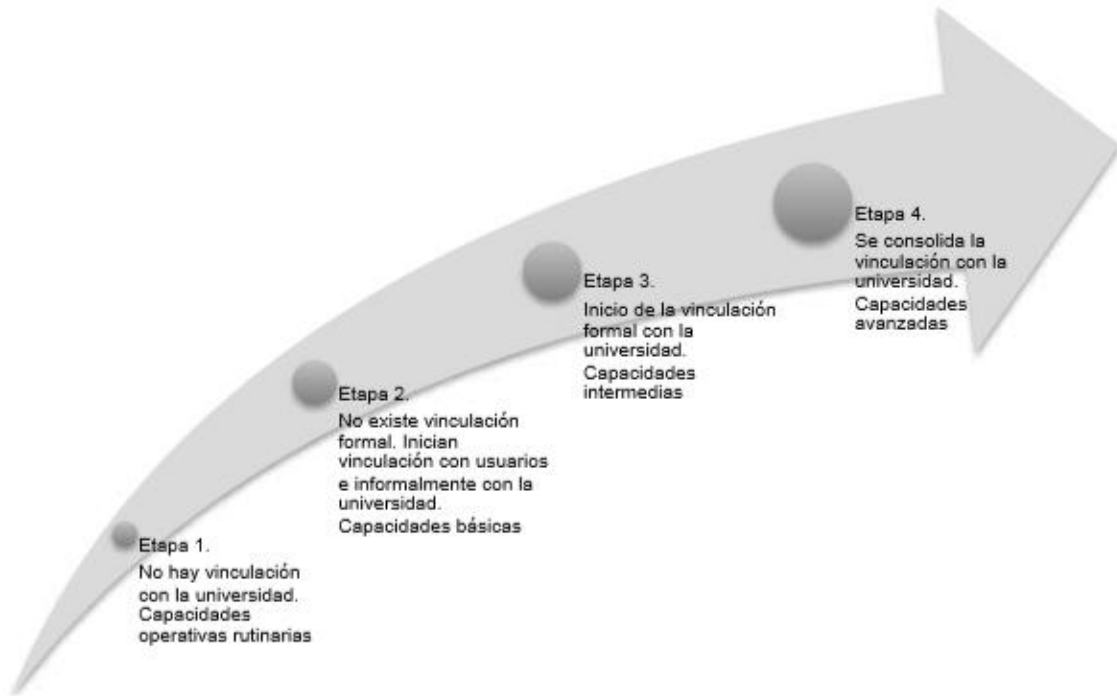 Etapa 1.
No hay vinculación
con la universidad.
Capacidades
operativas rutinarias
Etapa 2.
No existe vinculación
formal. Inician
vinculación con usuarios
e informalmente con la
universidad.
Capacidades básicas
Etapa 3.
Inicio de la vinculación
formal con la
universidad.
Capacidades
intermedias
Etapa 4.
Se consolida la
vinculación con la
universidad.
Capacidades
avanzadas